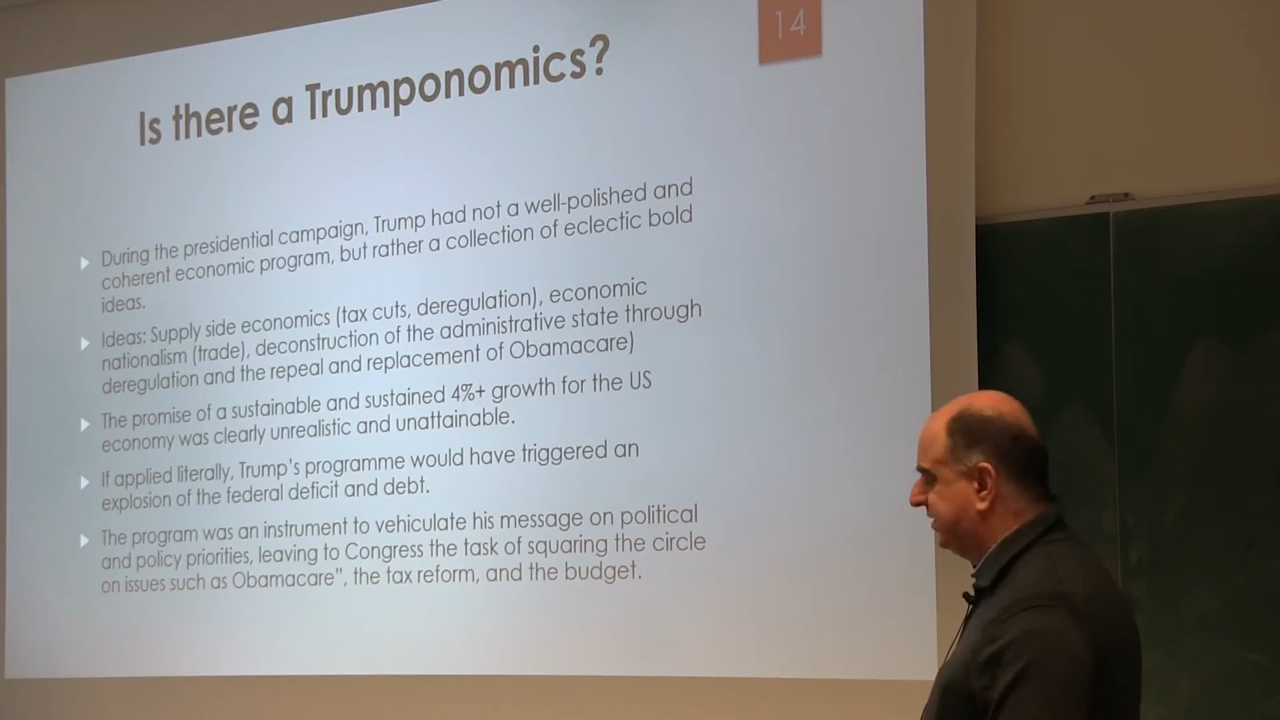 14
Is there a Trumponomics?
During the presidential campaign, Trump had not a well-polished and
coherent economic program, but rather a collection of eclectic bold
ideas.
Ideas: Supply side economics (tax cuts, deregulation), economic
nationalism (trade), deconstruction of the administrative state through
deregulation and the repeal and replacement of Obamacare)
The promise of a sustainable and sustained 4%+ growth for the US
economy was clearly unrealistic and unattainable.
If applied literally, Trump's programme would have triggered an
explosion of the federal deficit and debt.
The program was an instrument to vehiculate his message on political
and policy priorities, leaving to Congress the task of squaring the circle
on issues such as Obamacare", the tax reform, and the budget.